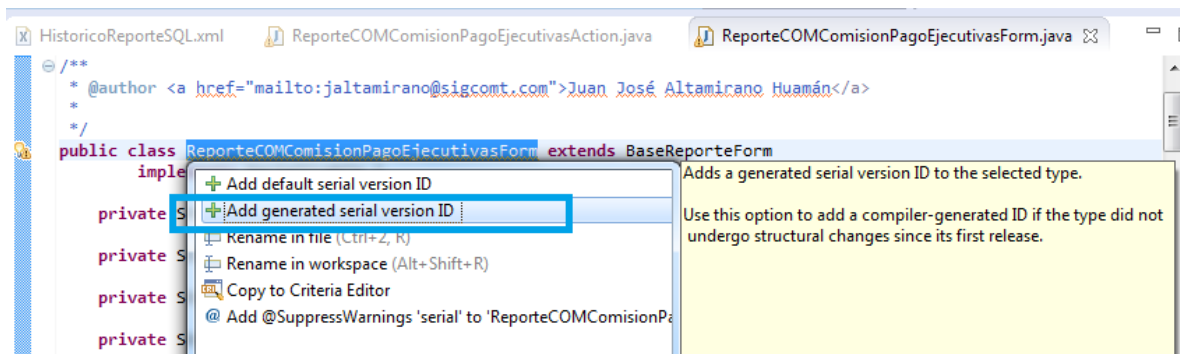 HistoricoReporteSQL.xml ReporteCOMComisionPagoEjecutivasAction.java ReporteCOMComisionPagoEjecutivasForm.java
/**
* @author <a href="mailto:jaltamirano@sigcomt.com">Juan José Altamirano Huamán</a>
*
*/
public class ReporteCOMComisionPagoEjecutivasForm extends BaseReporteForm
imple
private S
private S
private S
private S
Add default serial version ID
Add generated serial version ID
Rename in file (Ctrl+2, R)
Rename in workspace (Alt+Shift+R)
Copy to Criteria Editor
@ Add @SuppressWarnings 'serial' to 'ReporteCOMComisionPa
Adds a generated serial version ID to the selected type.
Use this option to add a compiler-generated ID if the type did not
undergo structural changes since its first release.